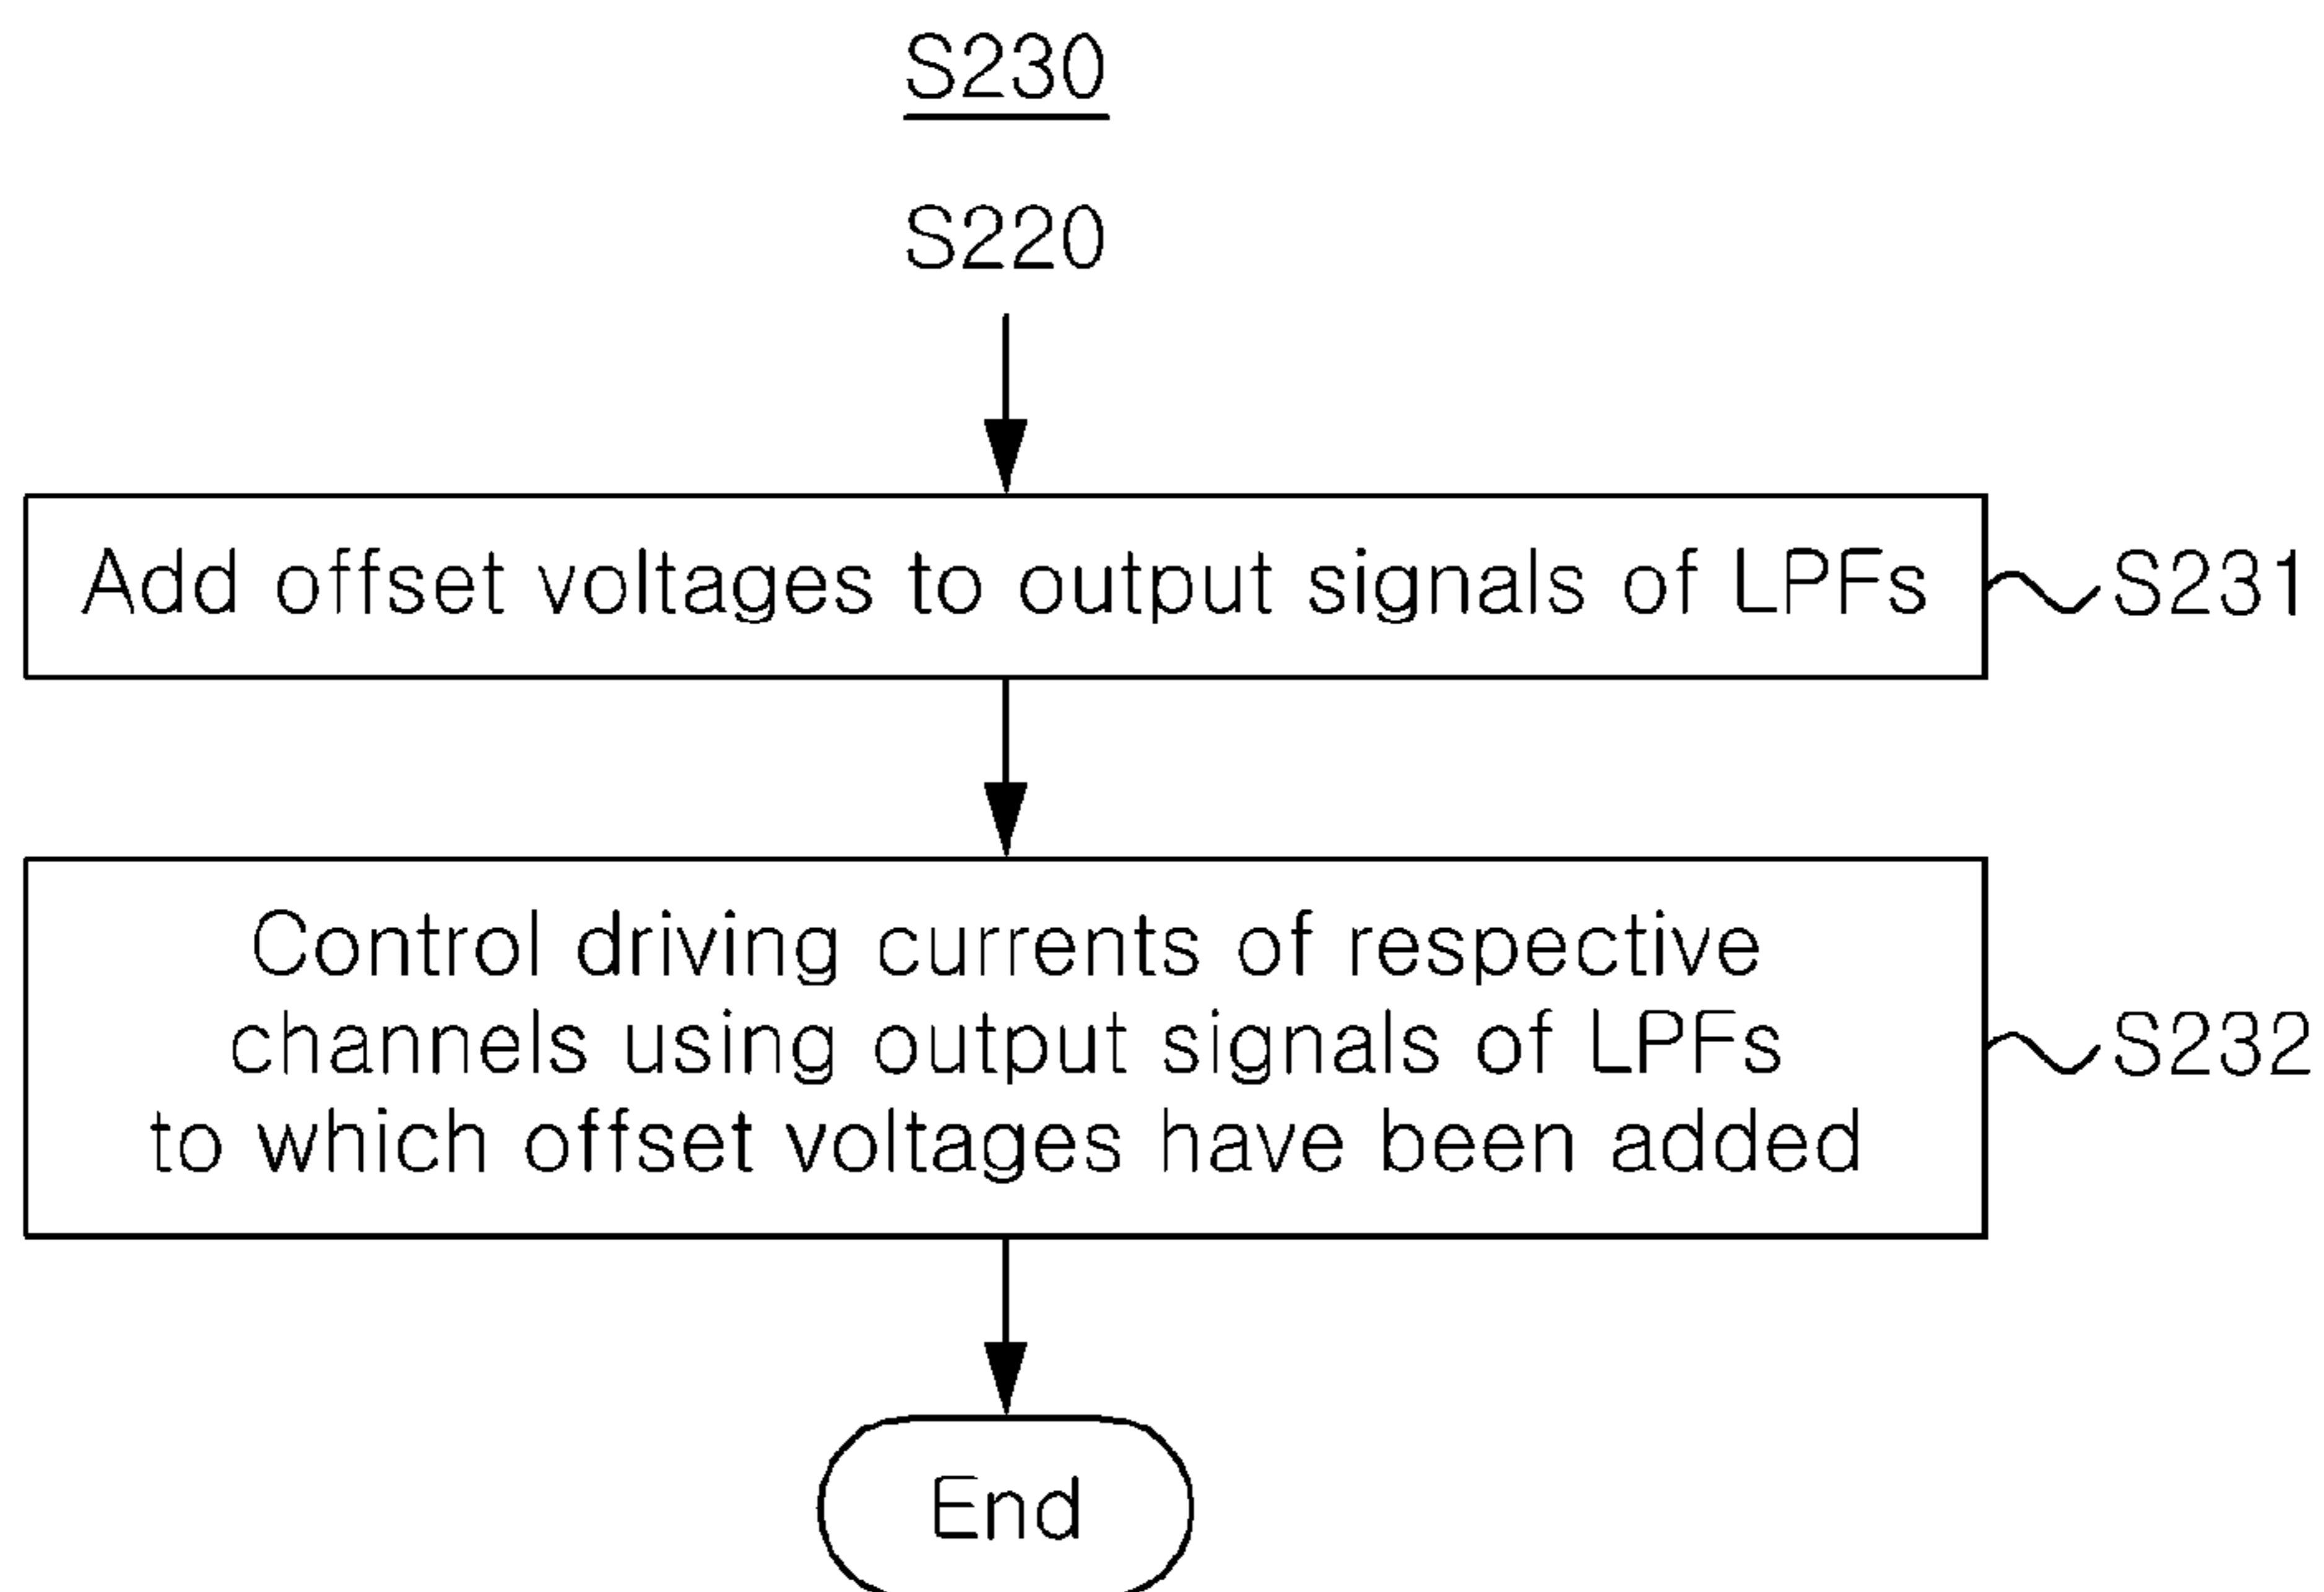 S230
S220
Add offset voltages to output signals of LPFs
S231
Control driving currents of respective
channels using output signals of LPFs
to which offset voltages have been added
S232
End